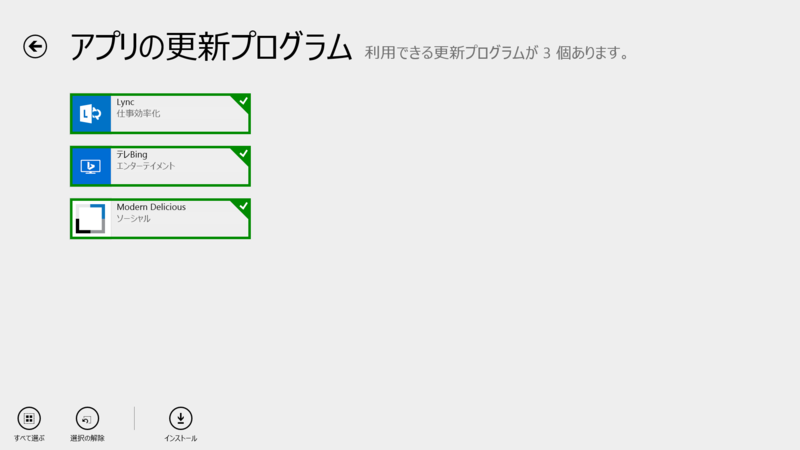 アプリの更新プログラム 利用できる更新プログラムが 3 個あります。
Lync
仕事効率化
テレBing
エンターテイメント
Modern Delicious
ソーシャル
すべて選ぶ 選択の解除 インストール